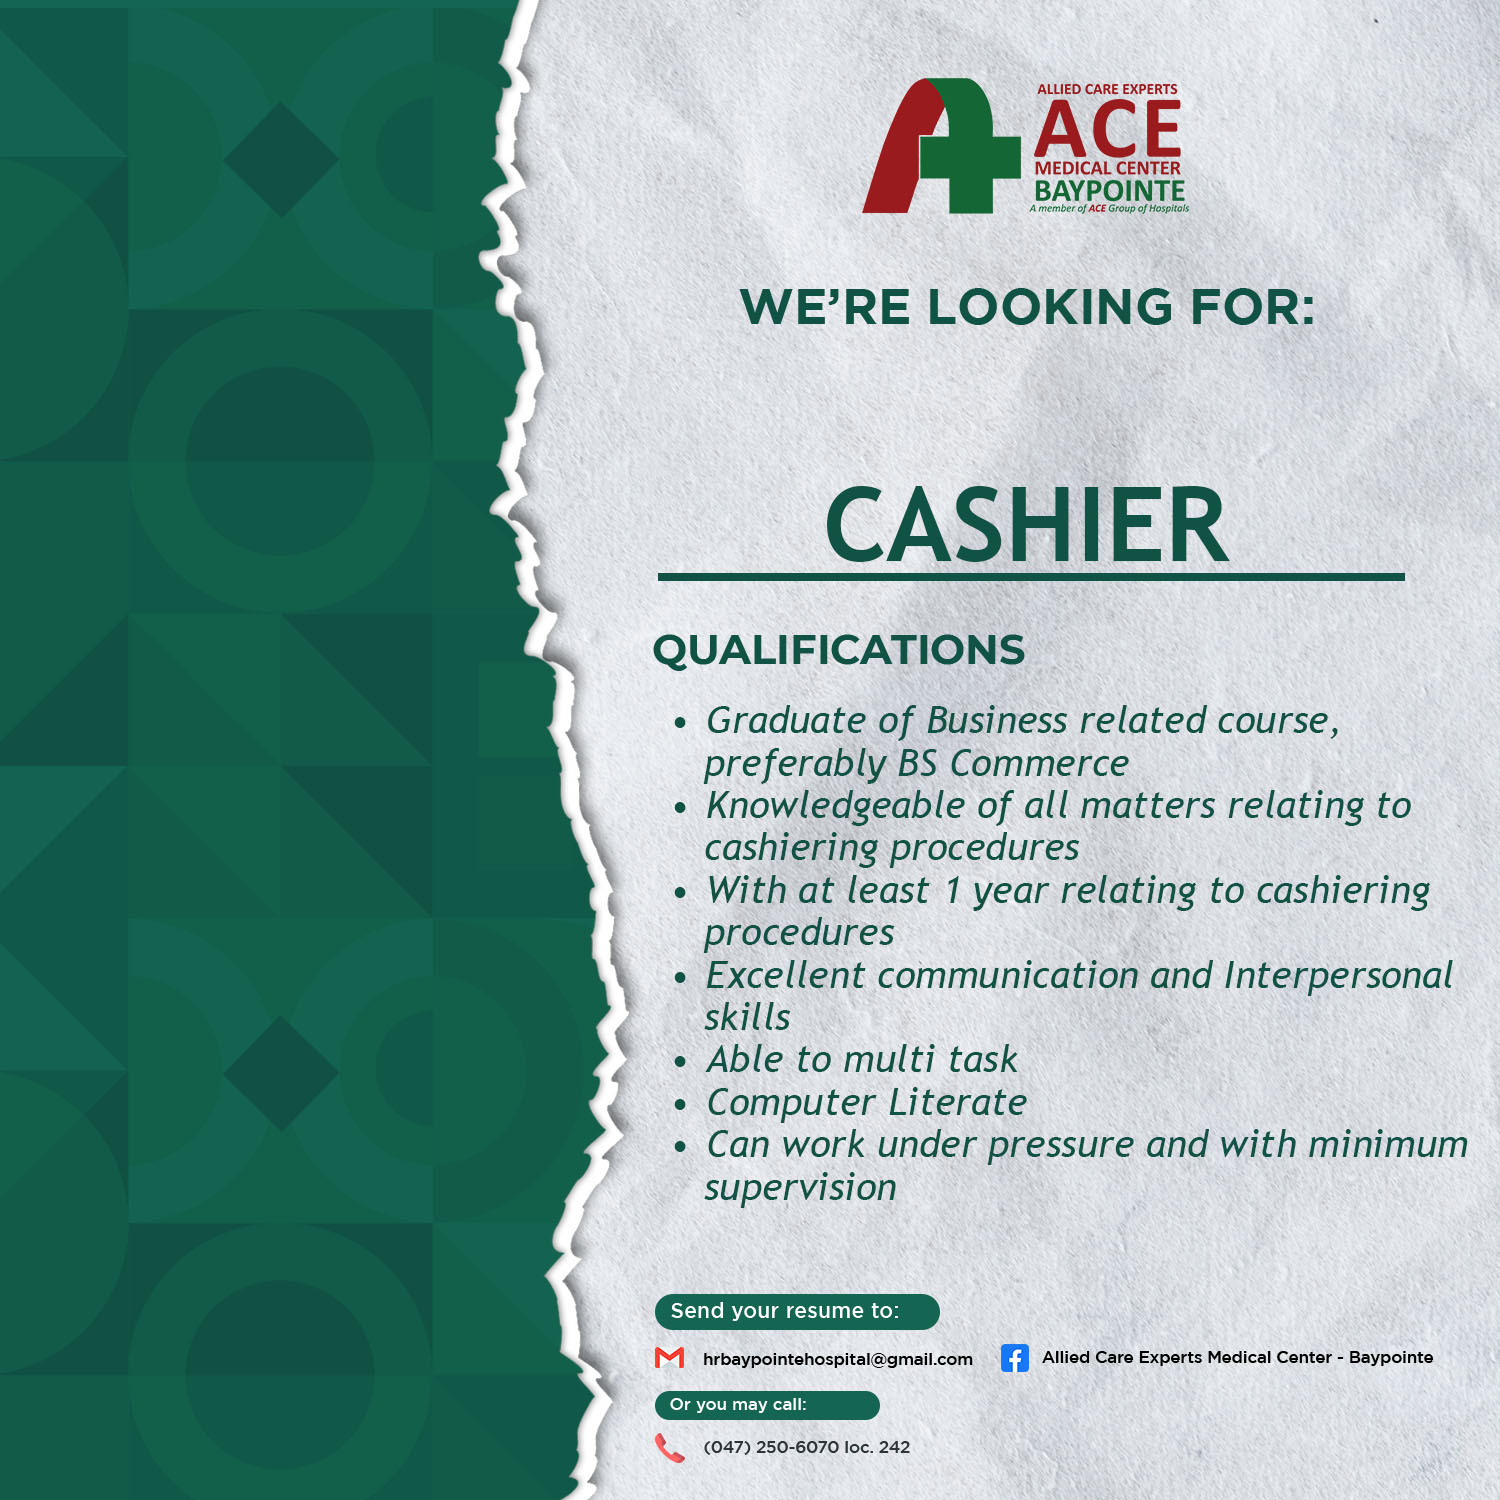 ALLIED CARE EXPERTS
ACE
MEDICAL CENTER
BAYPOINTE
A member of ACE Group of Hospitals
WE’RE LOOKING FOR:
CASHIER
QUALIFICATIONS
• Graduate of Business related course,
preferably BS Commerce
• Knowledgeable of all matters relating to
cashiering procedures
• With at least 1 year relating to cashiering
procedures
• Excellent communication and Interpersonal
skills
• Able to multi task
• Computer Literate
• Can work under pressure and with minimum
supervision
Send your resume to:
hrbaypointehospital@gmail.com
Allied Care Experts Medical Center - Baypointe
Or you may call:
(047) 250-6070 loc. 242